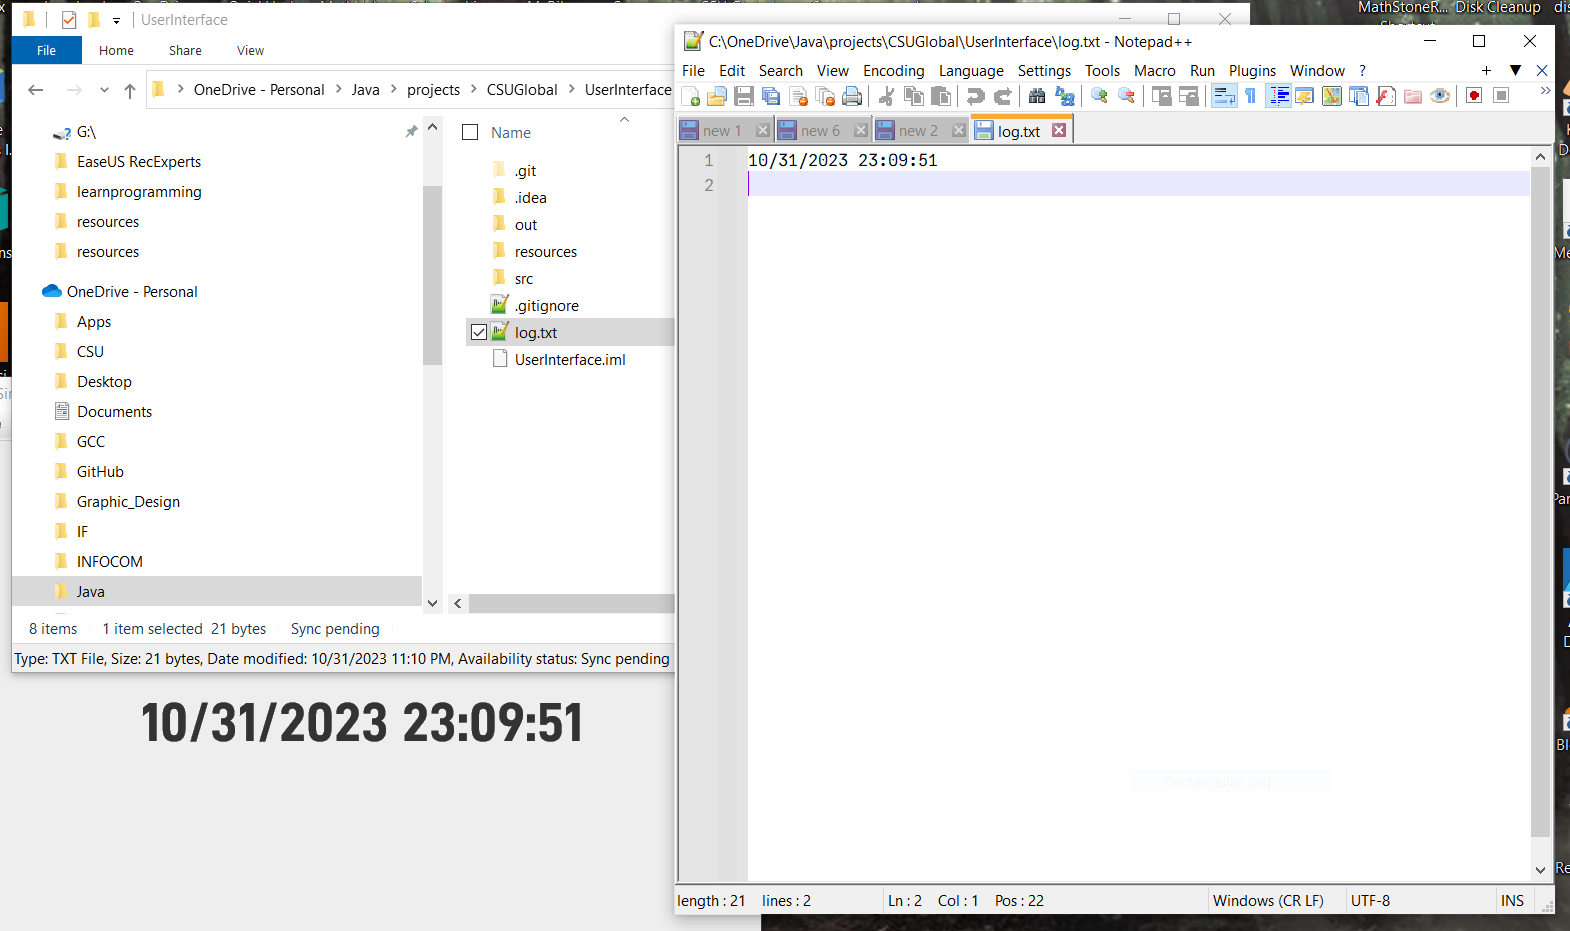 UserInterface
File Home Share View
OneDrive - Personal Java projects CSUGlobal UserInterface
G:\
EaseUS RecExperts
learnprogramming
resources
resources
OneDrive - Personal
Apps
CSU
Desktop
Documents
GCC
GitHub
Graphic_Design
IF
INFOCOM
Java
Name
.git
.idea
out
resources
src
.gitignore
log.txt
UserInterface.iml
8 items 1 item selected 21 bytes Sync pending
Type: TXT File, Size: 21 bytes, Date modified: 10/31/2023 11:10 PM, Availability status: Sync pending
10/31/2023 23:09:51
MathStoneR... Disk Cleanup
C:\OneDrive\Java\projects\CSUGlobal\UserInterface\log.txt - Notepad++
File Edit Search View Encoding Language Settings Tools Macro Run Plugins Window ?
new 1 new 6 new 2 log.txt
1 10/31/2023 23:09:51
2
Rectangular Snip
length : 21 lines : 2 Ln : 2 Col : 1 Pos : 22 Windows (CR LF) UTF-8 INS